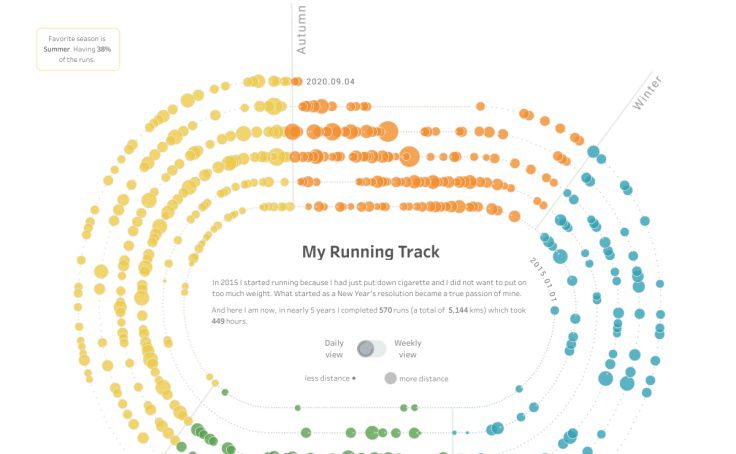 Autumn
Favorite season is
Summer. Having 38%
of the runs.
2020.09.04
Winter
My Running Track
2015.01.01
In 2015 I started running because I had just put down cigarette and I did not want to put on
too much weight. What started as a New Year's resolution became a true passion of mine.
And here I am now, in nearly 5 years I completed 570 runs (a total of 5,144 kms) which took
449 hours.
Daily view
Weekly view
less distance
more distance